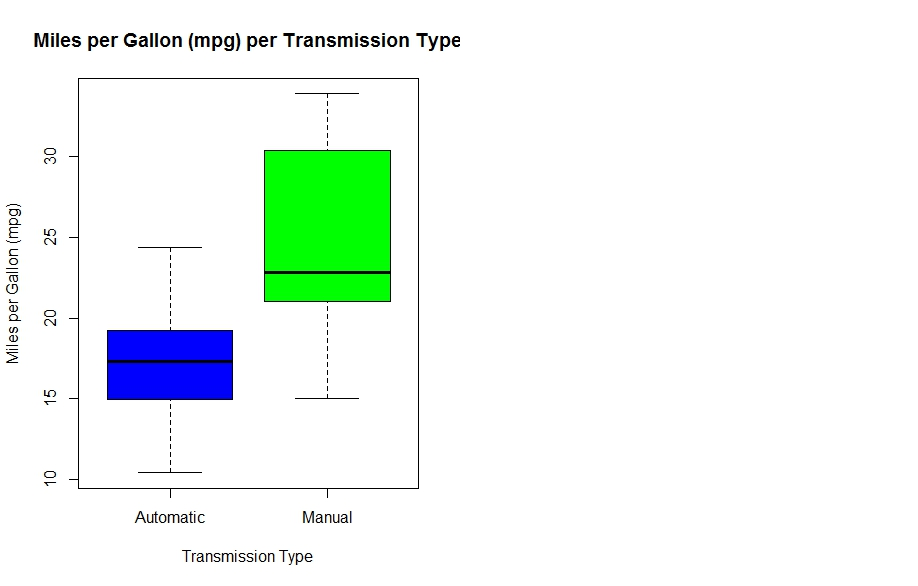 Miles per Gallon (mpg) per Transmission Type
Miles per Gallon (mpg)
30
25
20
15
10
Automatic Manual
Transmission Type